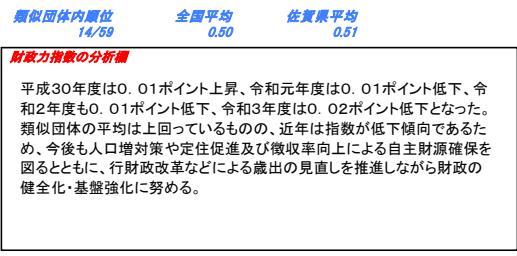 類似団体内順位 全国平均 佐賀県平均
14/59 0.50 0.51
財政力指数の分析欄
平成30年度は0．01ポイント上昇、令和元年度は0．01ポイント低下、令
和2年度も0．01ポイント低下、令和3年度は0．02ポイント低下となった。
類似団体の平均は上回っているものの、近年は指数が低下傾向であるた
め、今後も人口増対策や定住促進及び徴収率向上による自主財源確保を
図るとともに、行財政改革などによる歳出の見直しを推進しながら財政の
健全化・基盤強化に努める。